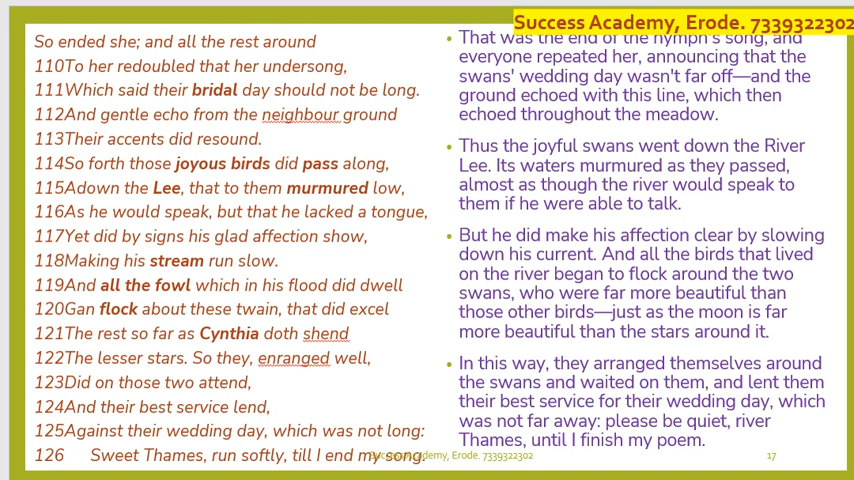 Success Academy, Erode. 7339322302
So ended she; and all the rest around
110To her redoubled that her undersong,
111Which said their bridal day should not be long.
112And gentle echo from the neighbour ground
113Their accents did resound.
114So forth those joyous birds did pass along,
115Adown the Lee, that to them murmured low,
116As he would speak, but that he lacked a tongue,
117Yet did by signs his glad affection show,
118Making his stream run slow.
119And all the fowl which in his flood did dwell
120Gan flock about these twain, that did excel
121The rest so far as Cynthia doth shend
122The lesser stars. So they, enranged well,
123Did on those two attend,
124And their best service lend,
125Against their wedding day, which was not long:
126 Sweet Thames, run softly, till I end my song.
• That was the end of the nymph's song, and
everyone repeated her, announcing that the
swans' wedding day wasn't far off—and the
ground echoed with this line, which then
echoed throughout the meadow.
• Thus the joyful swans went down the River
Lee. Its waters murmured as they passed,
almost as though the river would speak to
them if he were able to talk.
• But he did make his affection clear by slowing
down his current. And all the birds that lived
on the river began to flock around the two
swans, who were far more beautiful than
those other birds—just as the moon is far
more beautiful than the stars around it.
• In this way, they arranged themselves around
the swans and waited on them, and lent them
their best service for their wedding day, which
was not far away: please be quiet, river
Thames, until I finish my poem.
Success Academy, Erode. 7339322302
17